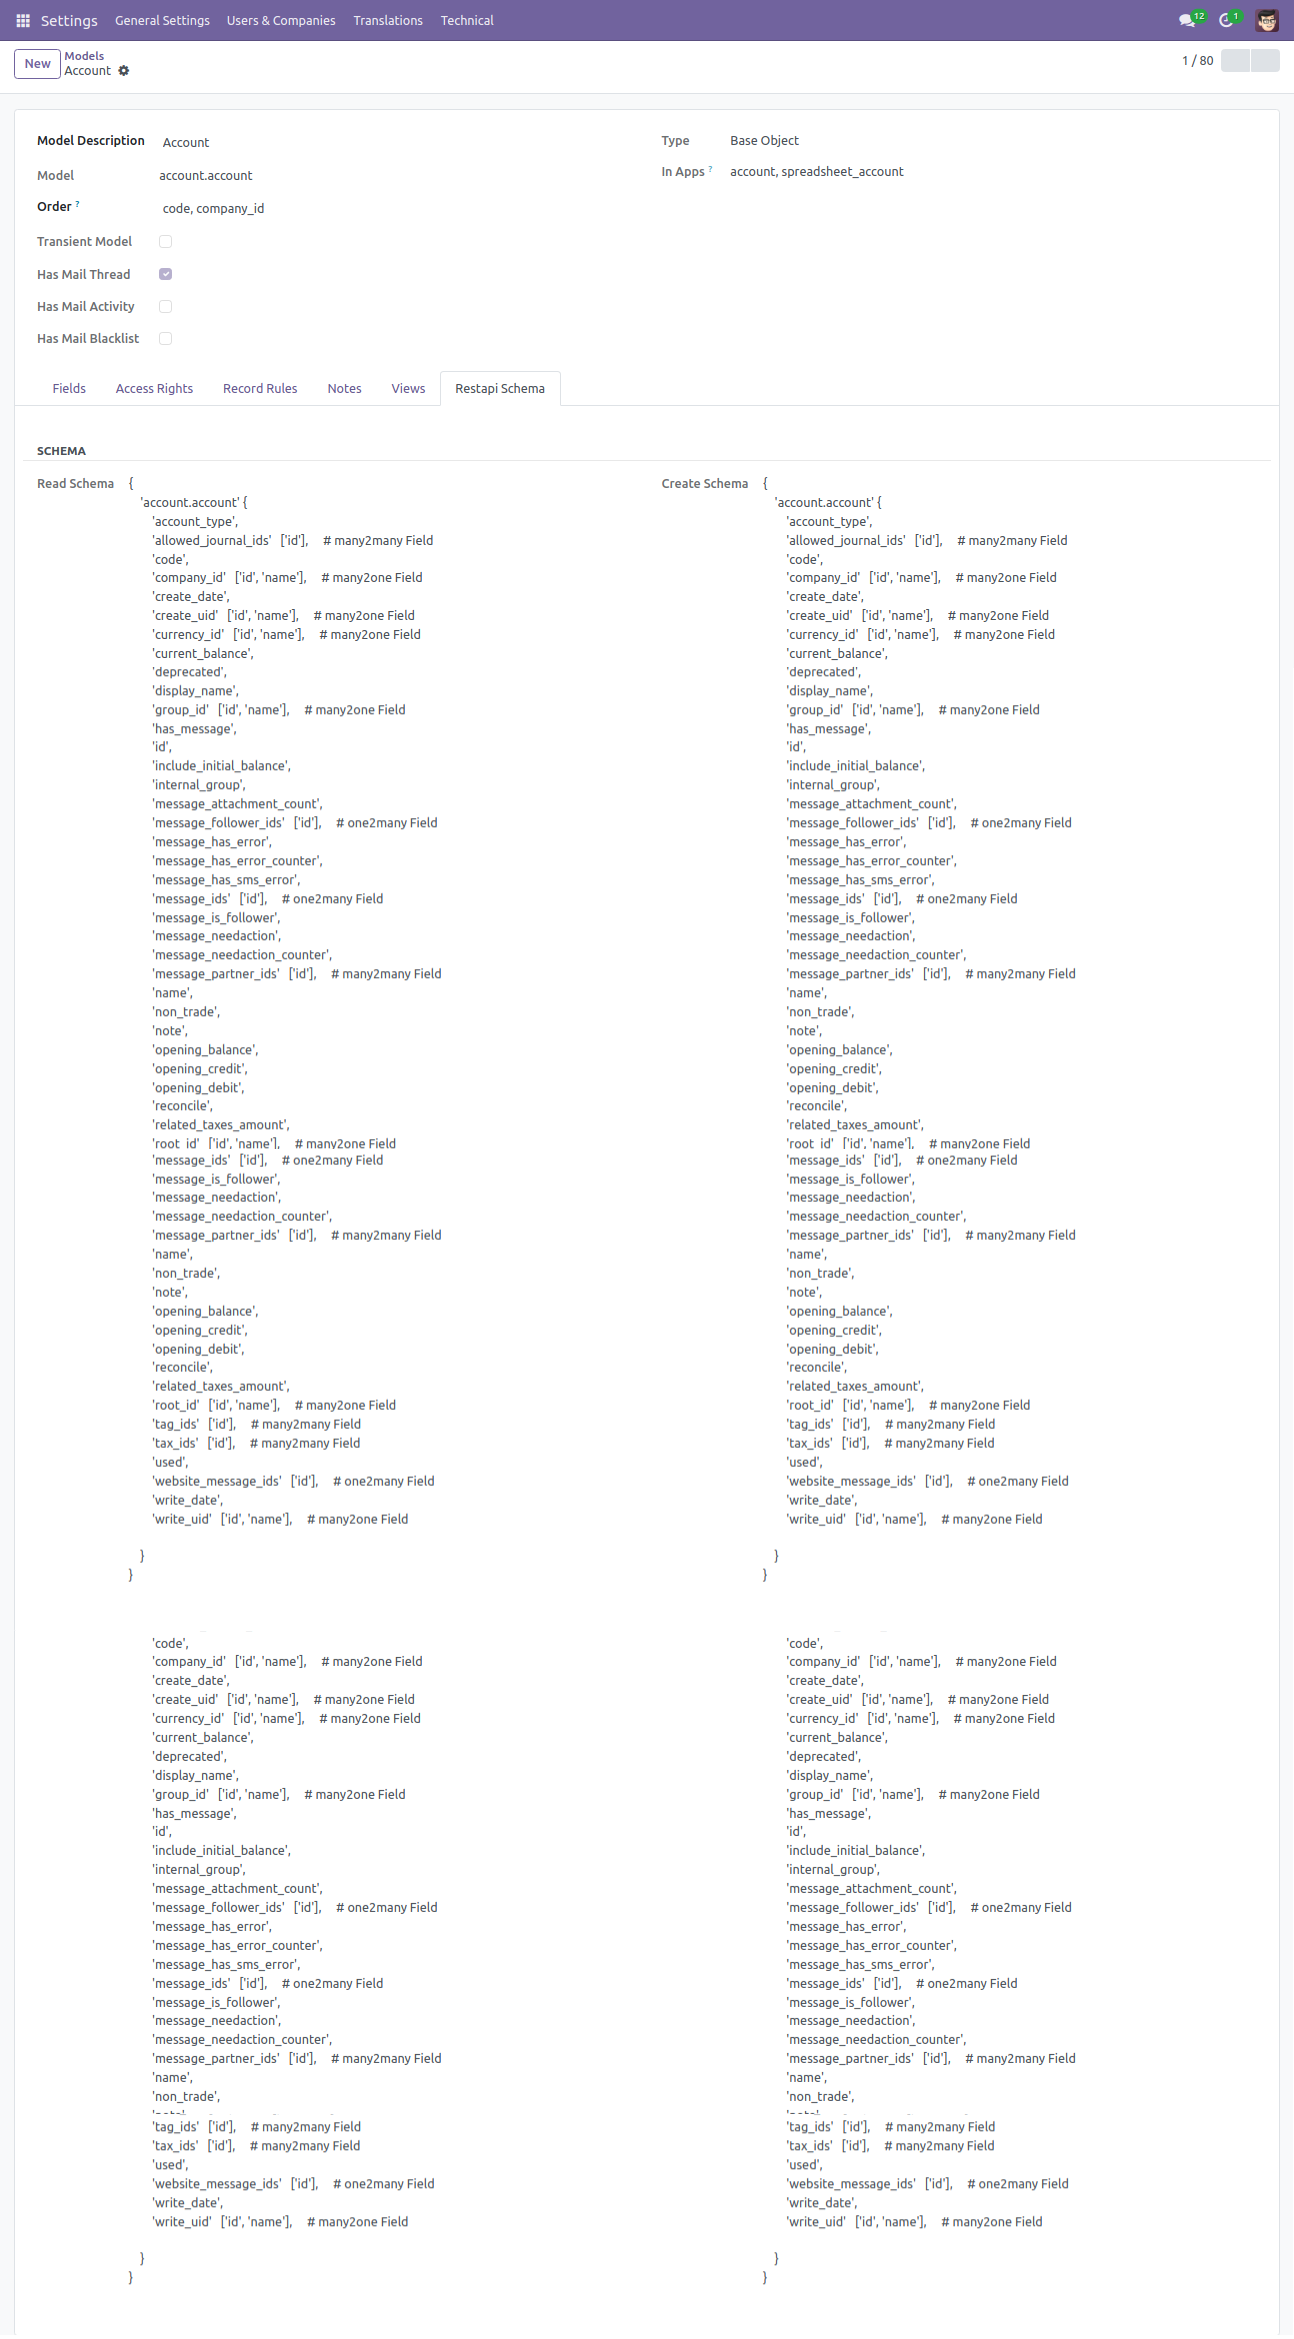 Settings General Settings Users & Companies Translations Technical 12 1
New Models
Account
1 / 80
Model Description Account
Model account.account
Order ? code, company_id
Transient Model
Has Mail Thread
Has Mail Activity
Has Mail Blacklist
Type Base Object
In Apps ? account, spreadsheet_account
Fields Access Rights Record Rules Notes Views Restapi Schema
SCHEMA
Read Schema {
'account.account' {
'account_type',
'allowed_journal_ids' ['id'], # many2many Field
'code',
'company_id' ['id', 'name'], # many2one Field
'create_date',
'create_uid' ['id', 'name'], # many2one Field
'currency_id' ['id', 'name'], # many2one Field
'current_balance',
'deprecated',
'display_name',
'group_id' ['id', 'name'], # many2one Field
'has_message',
'id',
'include_initial_balance',
'internal_group',
'message_attachment_count',
'message_follower_ids' ['id'], # one2many Field
'message_has_error',
'message_has_error_counter',
'message_has_sms_error',
'message_ids' ['id'], # one2many Field
'message_is_follower',
'message_needaction',
'message_needaction_counter',
'message_partner_ids' ['id'], # many2many Field
'name',
'non_trade',
'note',
'opening_balance',
'opening_credit',
'opening_debit',
'reconcile',
'related_taxes_amount',
'root_id' ['id', 'name'], # many2one Field
'message_ids' ['id'], # one2many Field
'message_is_follower',
'message_needaction',
'message_needaction_counter',
'message_partner_ids' ['id'], # many2many Field
'name',
'non_trade',
'note',
'opening_balance',
'opening_credit',
'opening_debit',
'reconcile',
'related_taxes_amount',
'root_id' ['id', 'name'], # many2one Field
'tag_ids' ['id'], # many2many Field
'tax_ids' ['id'], # many2many Field
'used',
'website_message_ids' ['id'], # one2many Field
'write_date',
'write_uid' ['id', 'name'], # many2one Field
}
}
'code',
'company_id' ['id', 'name'], # many2one Field
'create_date',
'create_uid' ['id', 'name'], # many2one Field
'currency_id' ['id', 'name'], # many2one Field
'current_balance',
'deprecated',
'display_name',
'group_id' ['id', 'name'], # many2one Field
'has_message',
'id',
'include_initial_balance',
'internal_group',
'message_attachment_count',
'message_follower_ids' ['id'], # one2many Field
'message_has_error',
'message_has_error_counter',
'message_has_sms_error',
'message_ids' ['id'], # one2many Field
'message_is_follower',
'message_needaction',
'message_needaction_counter',
'message_partner_ids' ['id'], # many2many Field
'name',
'non_trade',
'tag_ids' ['id'], # many2many Field
'tax_ids' ['id'], # many2many Field
'used',
'website_message_ids' ['id'], # one2many Field
'write_date',
'write_uid' ['id', 'name'], # many2one Field
}
}
Create Schema {
'account.account' {
'account_type',
'allowed_journal_ids' ['id'], # many2many Field
'code',
'company_id' ['id', 'name'], # many2one Field
'create_date',
'create_uid' ['id', 'name'], # many2one Field
'currency_id' ['id', 'name'], # many2one Field
'current_balance',
'deprecated',
'display_name',
'group_id' ['id', 'name'], # many2one Field
'has_message',
'id',
'include_initial_balance',
'internal_group',
'message_attachment_count',
'message_follower_ids' ['id'], # one2many Field
'message_has_error',
'message_has_error_counter',
'message_has_sms_error',
'message_ids' ['id'], # one2many Field
'message_is_follower',
'message_needaction',
'message_needaction_counter',
'message_partner_ids' ['id'], # many2many Field
'name',
'non_trade',
'note',
'opening_balance',
'opening_credit',
'opening_debit',
'reconcile',
'related_taxes_amount',
'root_id' ['id', 'name'], # many2one Field
'message_ids' ['id'], # one2many Field
'message_is_follower',
'message_needaction',
'message_needaction_counter',
'message_partner_ids' ['id'], # many2many Field
'name',
'non_trade',
'note',
'opening_balance',
'opening_credit',
'opening_debit',
'reconcile',
'related_taxes_amount',
'root_id' ['id', 'name'], # many2one Field
'tag_ids' ['id'], # many2many Field
'tax_ids' ['id'], # many2many Field
'used',
'website_message_ids' ['id'], # one2many Field
'write_date',
'write_uid' ['id', 'name'], # many2one Field
}
}
'code',
'company_id' ['id', 'name'], # many2one Field
'create_date',
'create_uid' ['id', 'name'], # many2one Field
'currency_id' ['id', 'name'], # many2one Field
'current_balance',
'deprecated',
'display_name',
'group_id' ['id', 'name'], # many2one Field
'has_message',
'id',
'include_initial_balance',
'internal_group',
'message_attachment_count',
'message_follower_ids' ['id'], # one2many Field
'message_has_error',
'message_has_error_counter',
'message_has_sms_error',
'message_ids' ['id'], # one2many Field
'message_is_follower',
'message_needaction',
'message_needaction_counter',
'message_partner_ids' ['id'], # many2many Field
'name',
'non_trade',
'tag_ids' ['id'], # many2many Field
'tax_ids' ['id'], # many2many Field
'used',
'website_message_ids' ['id'], # one2many Field
'write_date',
'write_uid' ['id', 'name'], # many2one Field
}
}